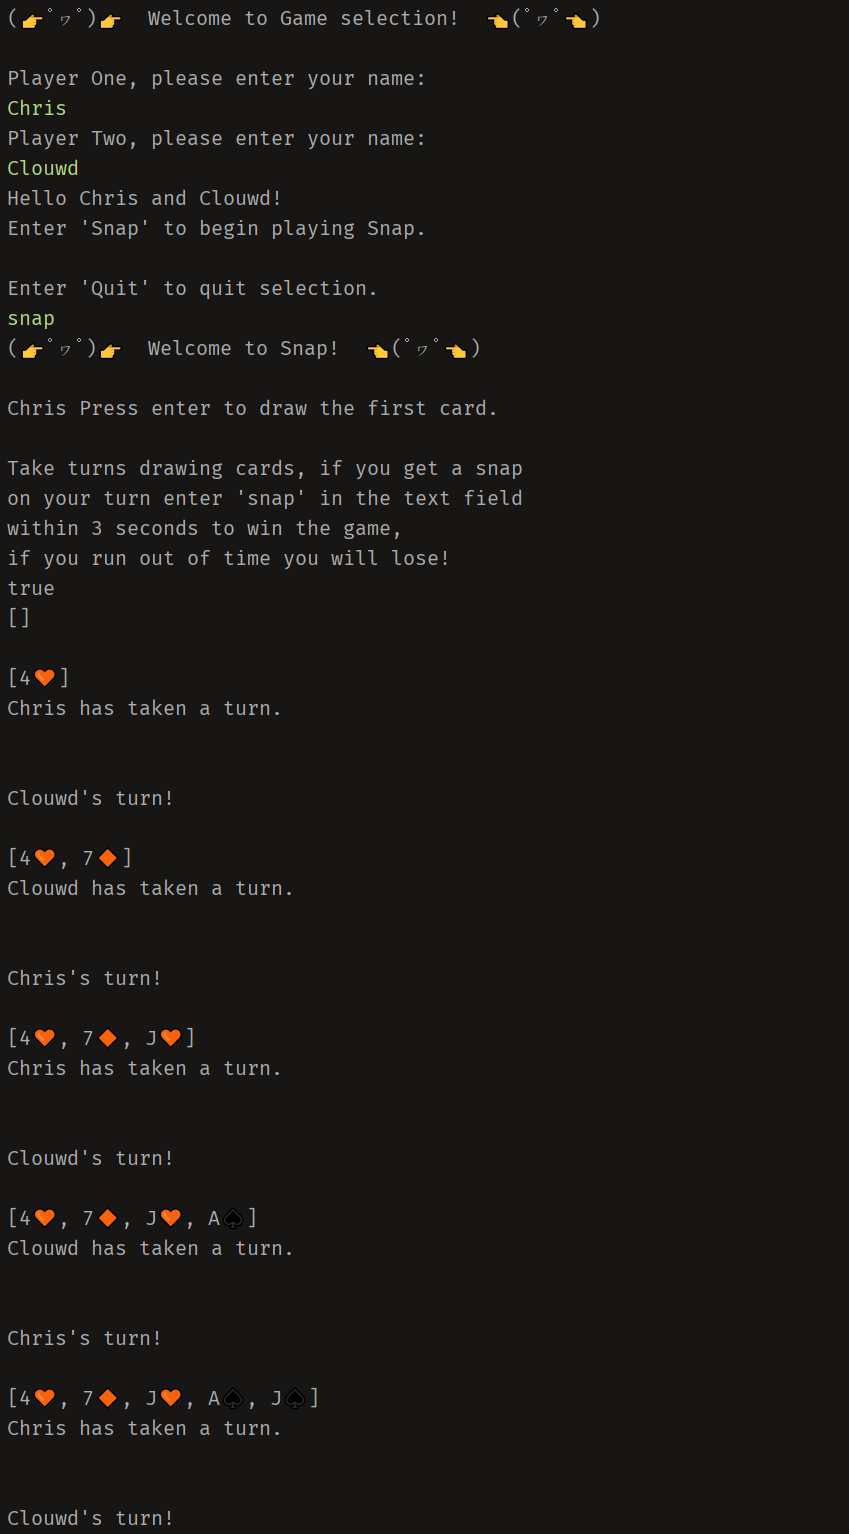 (👉ﾟヮﾟ)👉  Welcome to Game selection!  👈(ﾟヮﾟ👈)
Player One, please enter your name:
Chris
Player Two, please enter your name:
Clouwd
Hello Chris and Clouwd!
Enter 'Snap' to begin playing Snap.
Enter 'Quit' to quit selection.
snap
(👉ﾟヮﾟ)👉  Welcome to Snap!  👈(ﾟヮﾟ👈)
Chris Press enter to draw the first card.
Take turns drawing cards, if you get a snap
on your turn enter 'snap' in the text field
within 3 seconds to win the game,
if you run out of time you will lose!
true
[]
[4♥]
Chris has taken a turn.
Clouwd's turn!
[4♥, 7♦]
Clouwd has taken a turn.
Chris's turn!
[4♥, 7♦, J♥]
Chris has taken a turn.
Clouwd's turn!
[4♥, 7♦, J♥, A♠]
Clouwd has taken a turn.
Chris's turn!
[4♥, 7♦, J♥, A♠, J♠]
Chris has taken a turn.
Clouwd's turn!